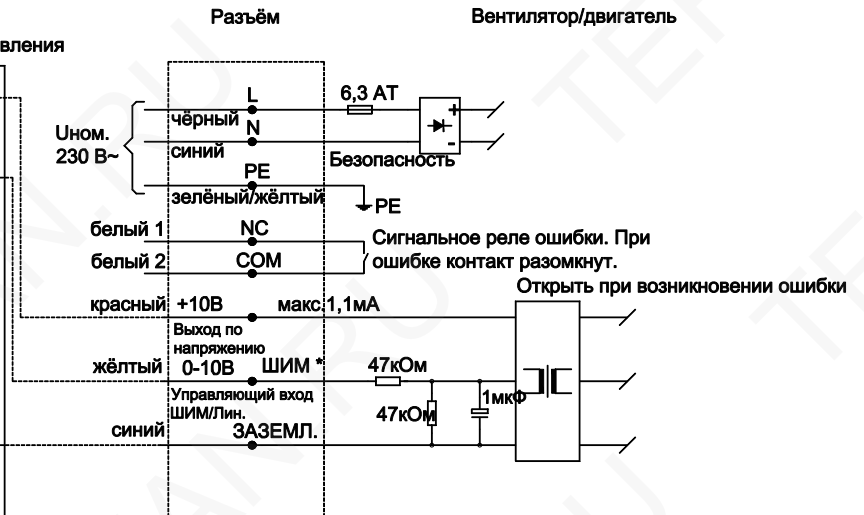 Разъём
Вентилятор/двигатель
вления
L
6,3 АТ
+
чёрный
N
Uном.
230 В~
синий
-
Безопасность
PE
зелёный/жёлтый
PE
белый 1
NC
Сигнальное реле ошибки. При
белый 2
COM
ошибке контакт разомкнут.
Открыть при возникновении ошибки
красный
+10В
макс.1,1мА
Выход по
напряжению
жёлтый
0-10В
ШИМ *
47кОм
Управляющий вход
ШИМ/Лин.
47кОм
1мкФ
синий
ЗАЗЕМЛ.